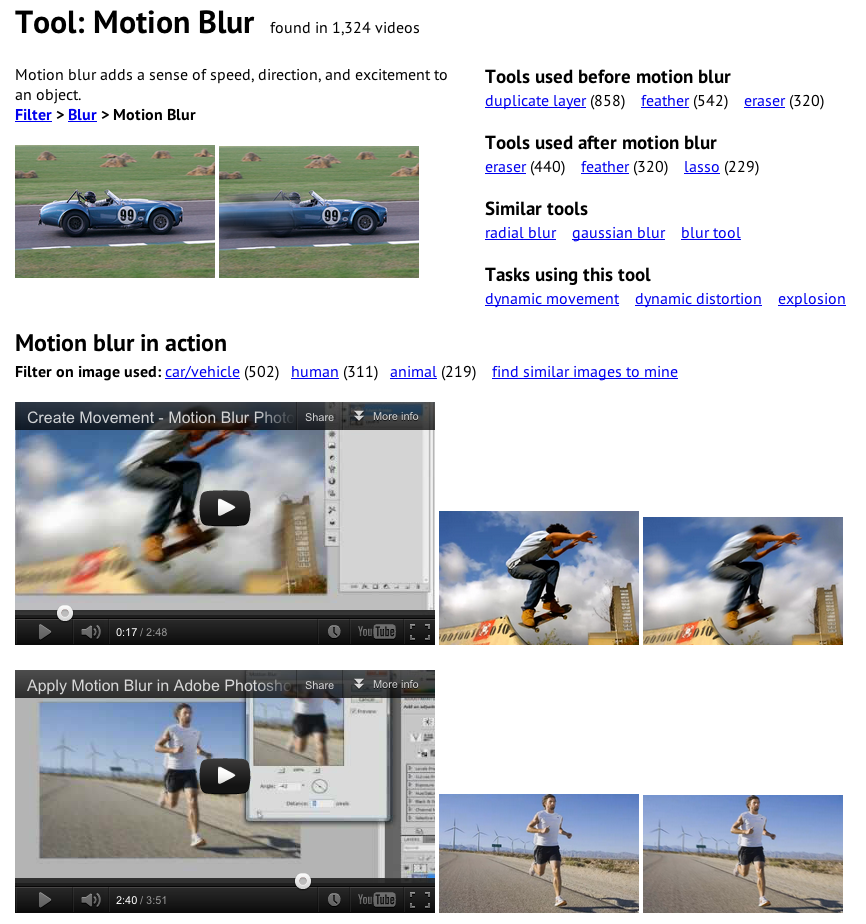 Tool: Motion Blur found in 1,324 videos
Motion blur adds a sense of speed, direction, and excitement to
an object.
Filter > Blur > Motion Blur
99
99
Tools used before motion blur
duplicate layer (858) feather (542) eraser (320)
Tools used after motion blur
eraser (440) feather (320) lasso (229)
Similar tools
radial blur gaussian blur blur tool
Tasks using this tool
dynamic movement dynamic distortion explosion
Motion blur in action
Filter on image used: car/vehicle (502) human (311) animal (219) find similar images to mine
Create Movement - Motion Blur Photo
Share
More info
0:17 / 2:48
YouTube
Apply Motion Blur in Adobe Photosho
Share
More info
Preview
Angle: -42 °
Distance: pixels
2:40 / 3:51
YouTube